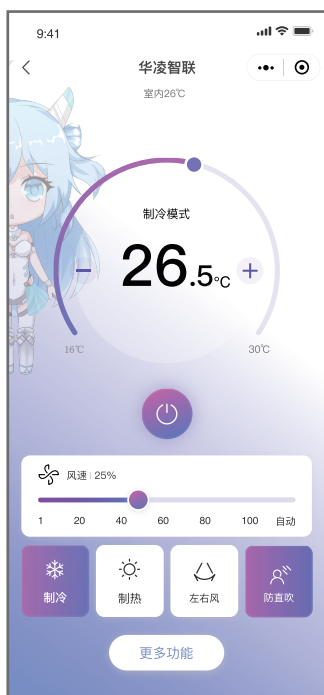 9:41
华凌智联
室内26℃
制冷模式
26.5℃
16℃
30℃
风速 | 25%
1 20 40 60 80 100 自动
制冷 制热 左右风 防直吹
更多功能